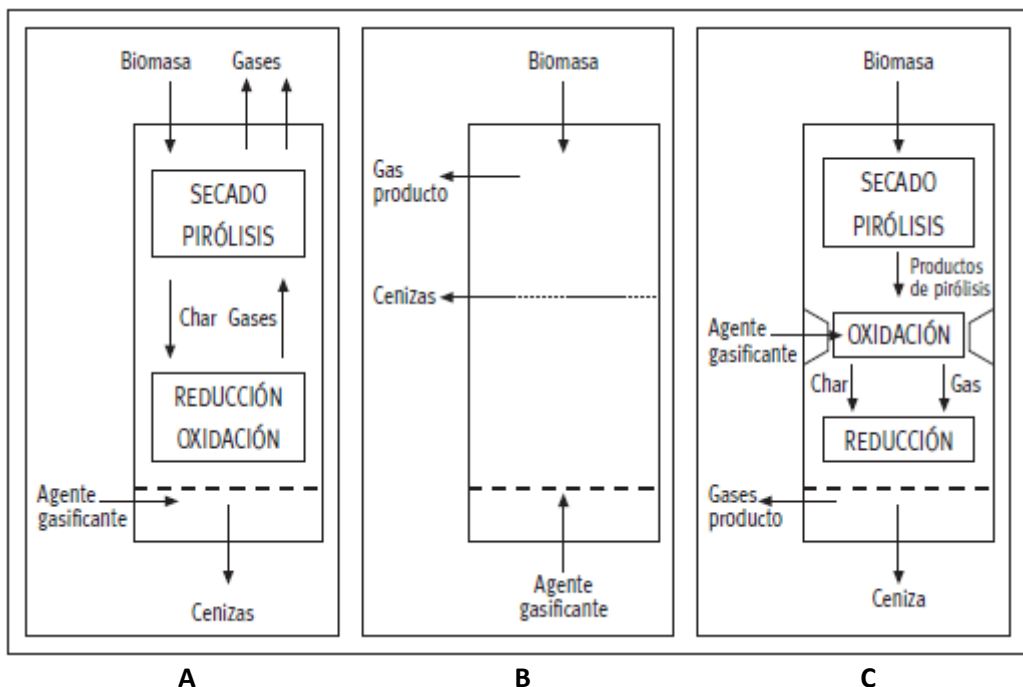 Biomasa Gases
SECADO
PIRÓLISIS
Char Gases
REDUCCIÓN
OXIDACIÓN
Agente
gasificante
Cenizas
A
Biomasa
Gas
producto
Cenizas
Agente
gasificante
B
Biomasa
SECADO
PIRÓLISIS
Productos
de pirólisis
Agente
gasificante
OXIDACIÓN
Char Gas
REDUCCIÓN
Gases
producto
Ceniza
C